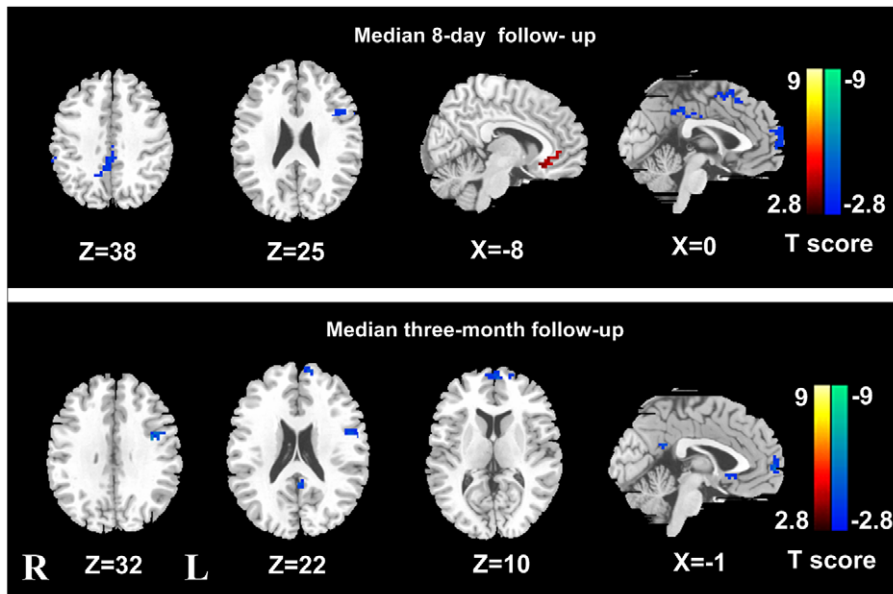 Median 8-day follow- up
9 -9
2.8 -2.8
Z=38 Z=25 X=-8 X=0 T score
Median three-month follow-up
9 -9
2.8 -2.8
R Z=32 L Z=22 Z=10 X=-1 T score